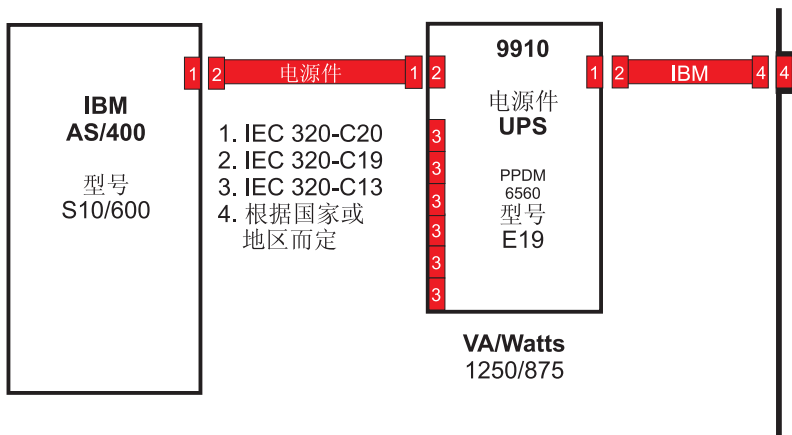 IBM
AS/400
型号
S10/600
1
2
电源件
1
2
1. IEC 320-C20
2. IEC 320-C19
3. IEC 320-C13
4. 根据国家或
地区而定
3
3
3
3
3
3
9910
电源件
UPS
PPDM
6560
型号
E19
1
2
IBM
4
4
VA/Watts
1250/875